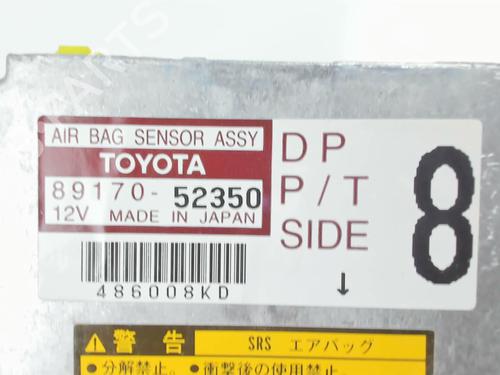 AIR BAG SENSOR ASSY
TOYOTA
89170-52350
12V MADE IN JAPAN
486008KD
DP
P/T
SIDE
8
↓
⚠警告
SRS エアバッグ
●分解禁止。●衝撃後の使用禁止。